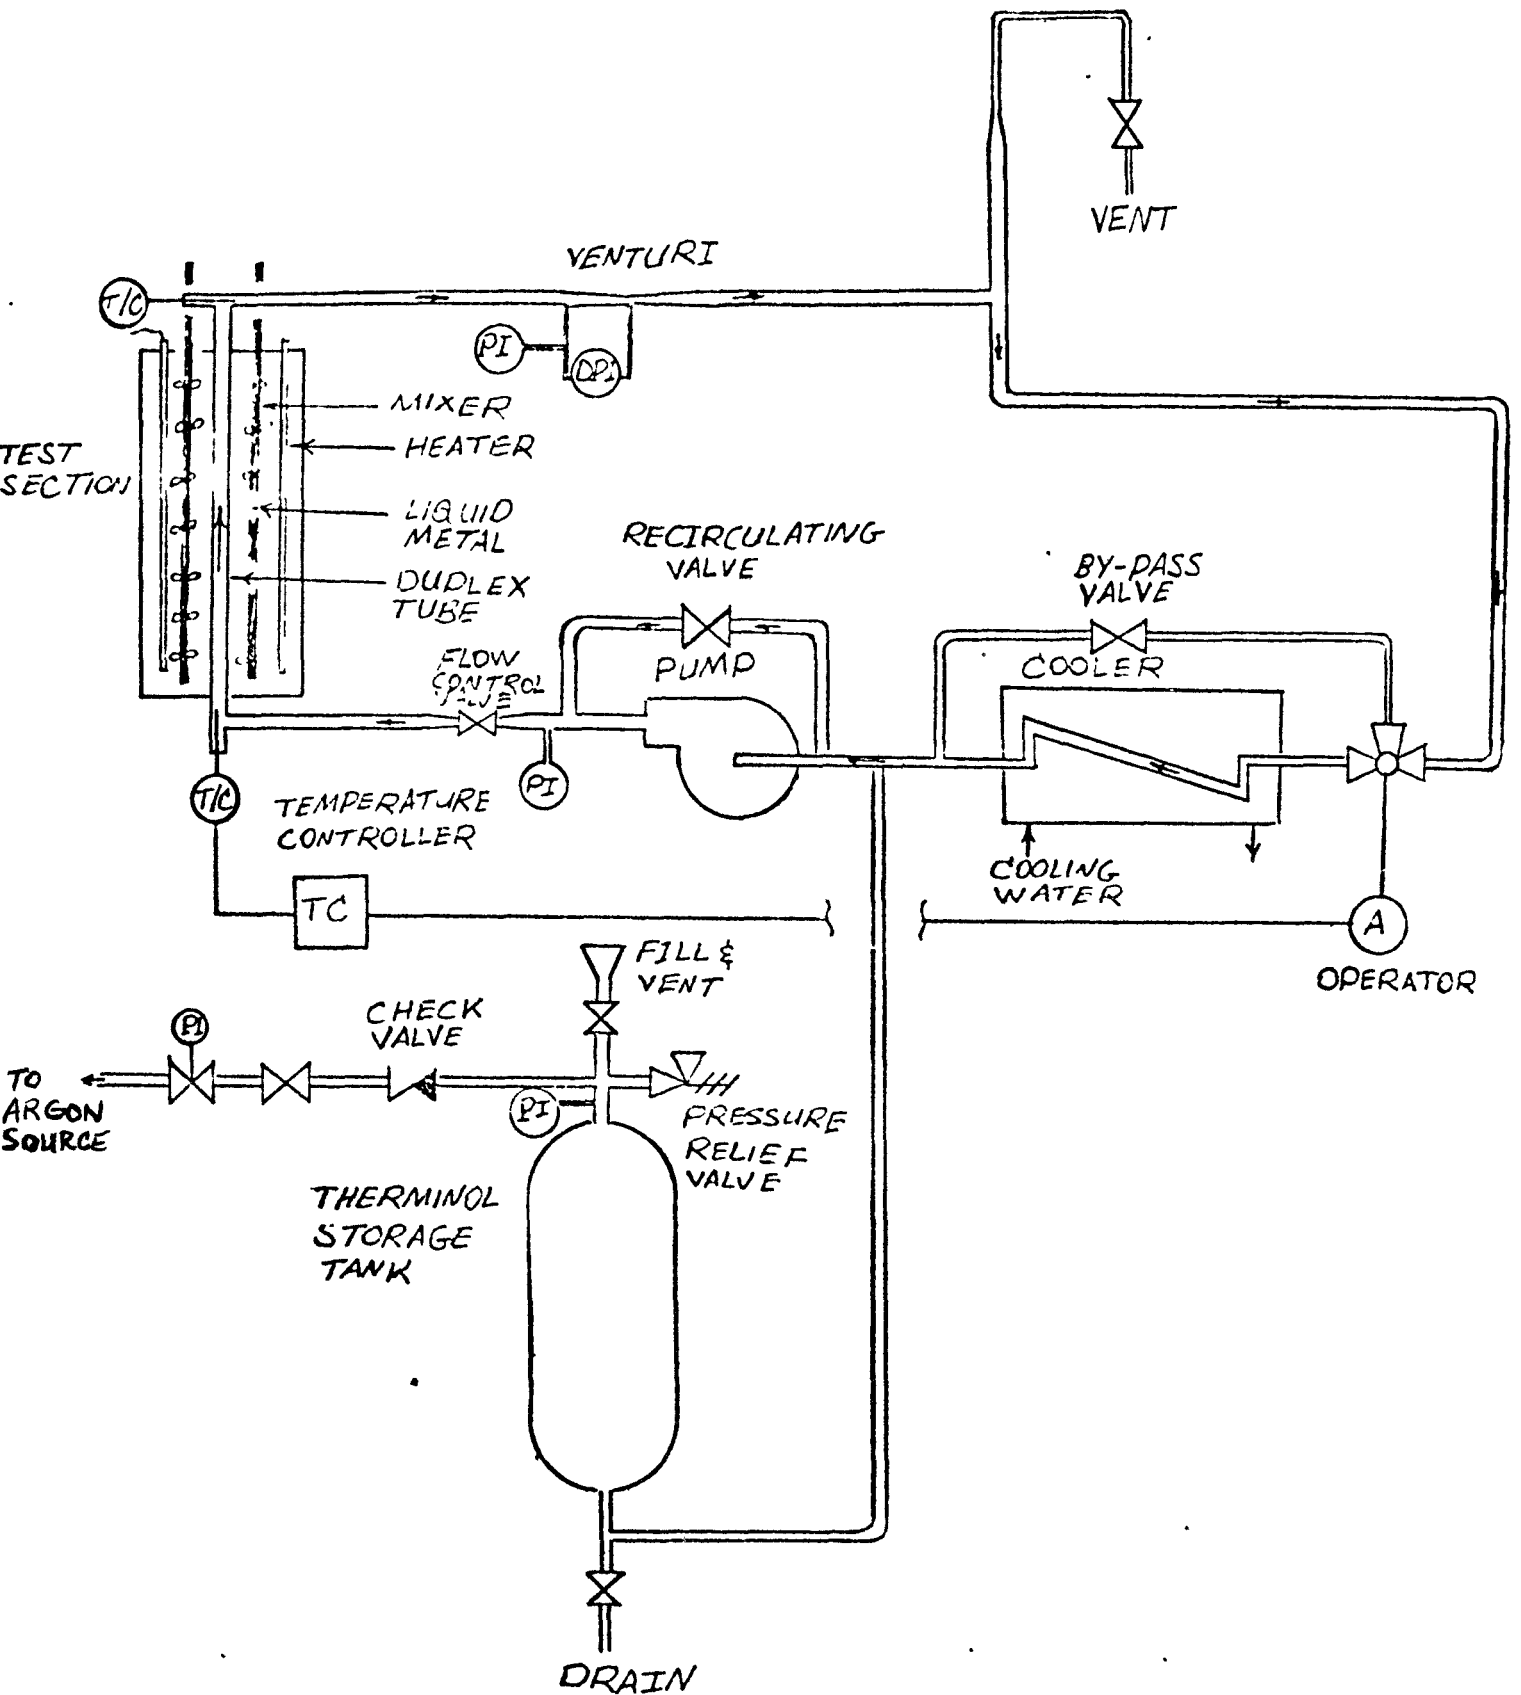 VENT
VENTURI
T/C
PI
DPI
MIXER
HEATER
TEST
SECTION
LIQUID
METAL
DUPLEX
TUBE
RECIRCULATING
VALVE
BY-PASS
VALVE
FLOW
CONTROL
VALVE
PUMP
COOLER
PI
T/C
TEMPERATURE
CONTROLLER
COOLING
WATER
TC
A
OPERATOR
FILL &
VENT
CHECK
VALVE
PI
TO
ARGON
SOURCE
PI
PRESSURE
RELIEF
VALVE
THERMINOL
STORAGE
TANK
DRAIN